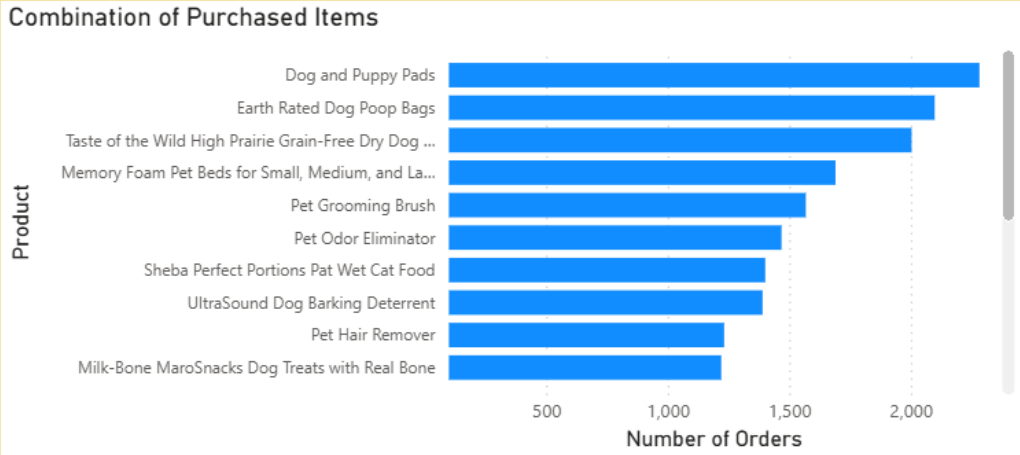 Combination of Purchased Items
Product
Dog and Puppy Pads
Earth Rated Dog Poop Bags
Taste of the Wild High Prairie Grain-Free Dry Dog ...
Memory Foam Pet Beds for Small, Medium, and La...
Pet Grooming Brush
Pet Odor Eliminator
Sheba Perfect Portions Pat Wet Cat Food
UltraSound Dog Barking Deterrent
Pet Hair Remover
Milk-Bone MaroSnacks Dog Treats with Real Bone
500 1,000 1,500 2,000
Number of Orders